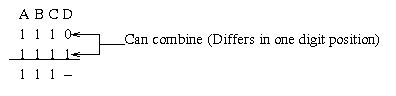 A B C D
1 1 1 0
Can combine (Differs in one digit position)
1 1 1 1
1 1 1 –